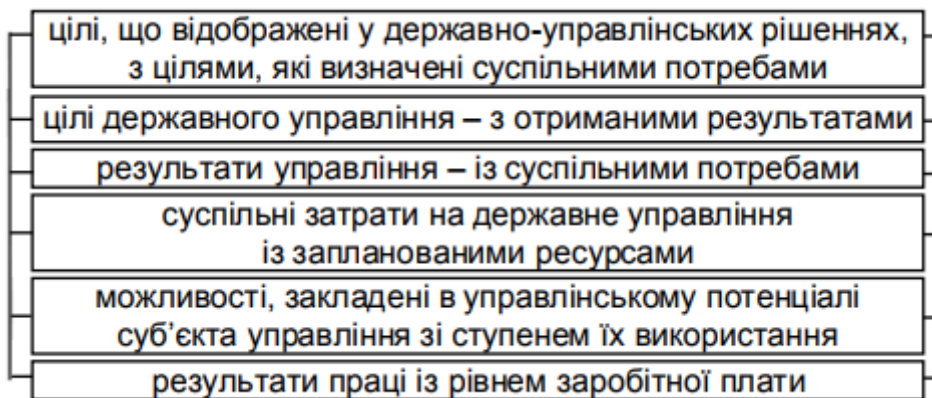 цілі, що відображені у державно-управлінських рішеннях,
з цілями, які визначені суспільними потребами
цілі державного управління – з отриманими результатами
результати управління – із суспільними потребами
суспільні затрати на державне управління
із запланованими ресурсами
можливості, закладені в управлінському потенціалі
суб’єкта управління зі ступенем їх використання
результати праці із рівнем заробітної плати